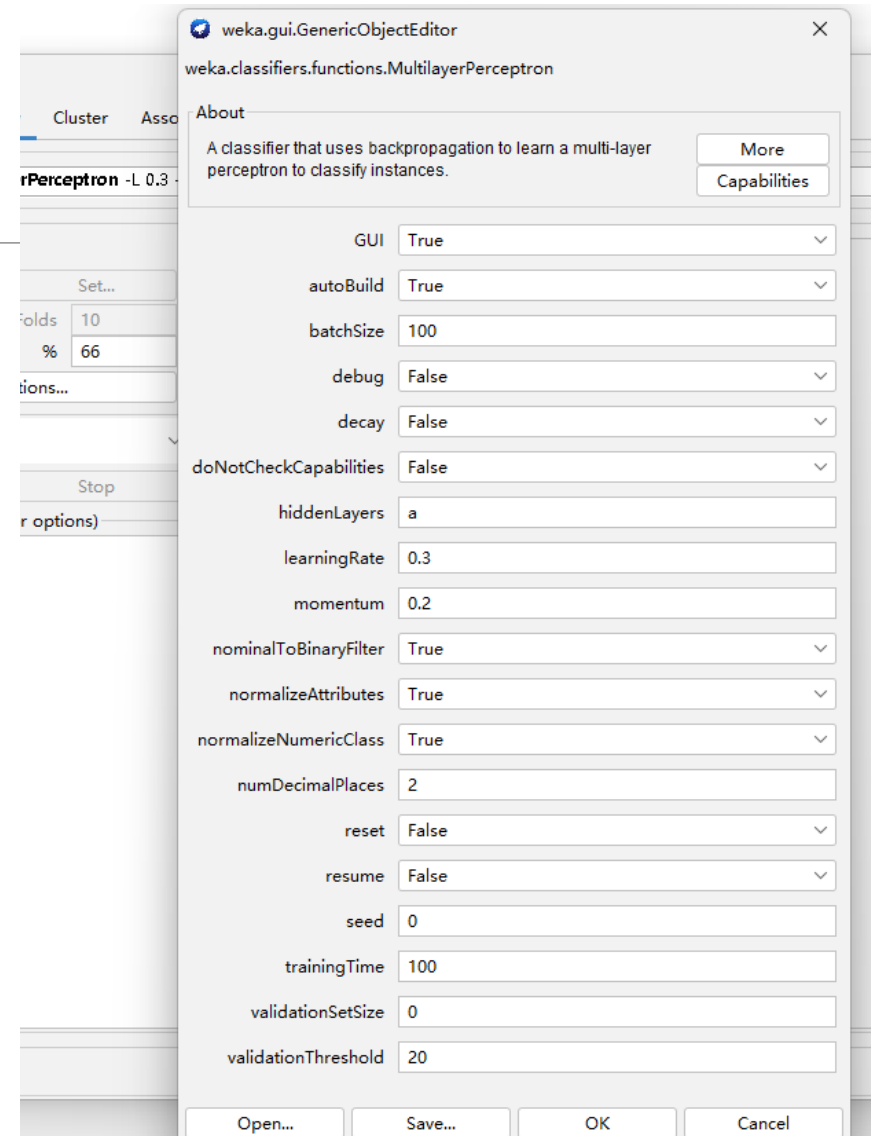 weka.gui.GenericObjectEditor
weka.classifiers.functions.MultilayerPerceptron
Cluster
About
A classifier that uses backpropagation to learn a multi-layer
perceptron to classify instances.
More
Capabilities
rPerceptron -L 0.3 -
GUI True
autoBuild True
batchSize 100
debug False
decay False
doNotCheckCapabilities False
hiddenLayers a
learningRate 0.3
momentum 0.2
nominalToBinaryFilter True
normalizeAttributes True
normalizeNumericClass True
numDecimalPlaces 2
reset False
resume False
seed 0
trainingTime 100
validationSetSize 0
validationThreshold 20
Open... Save... OK Cancel
Set...
Folds 10
% 66
tions...
Stop
r options)
Asso